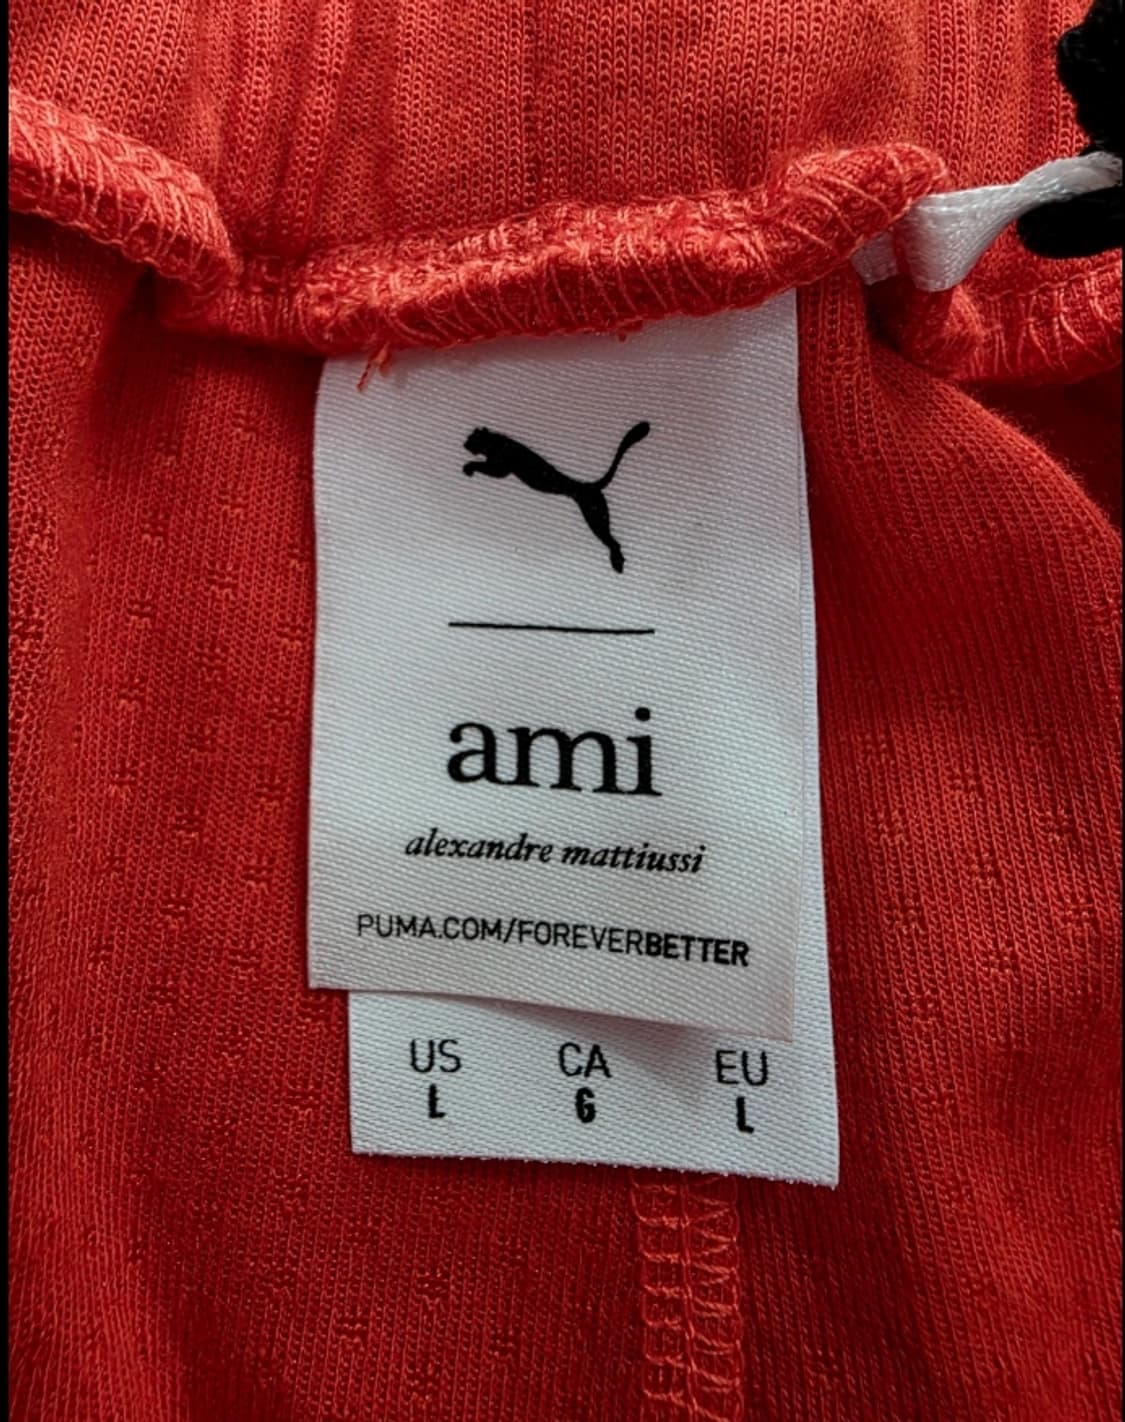 ami
alexandre mattiussi
PUMA.COM/FOREVERBETTER
US CA EU
L G L